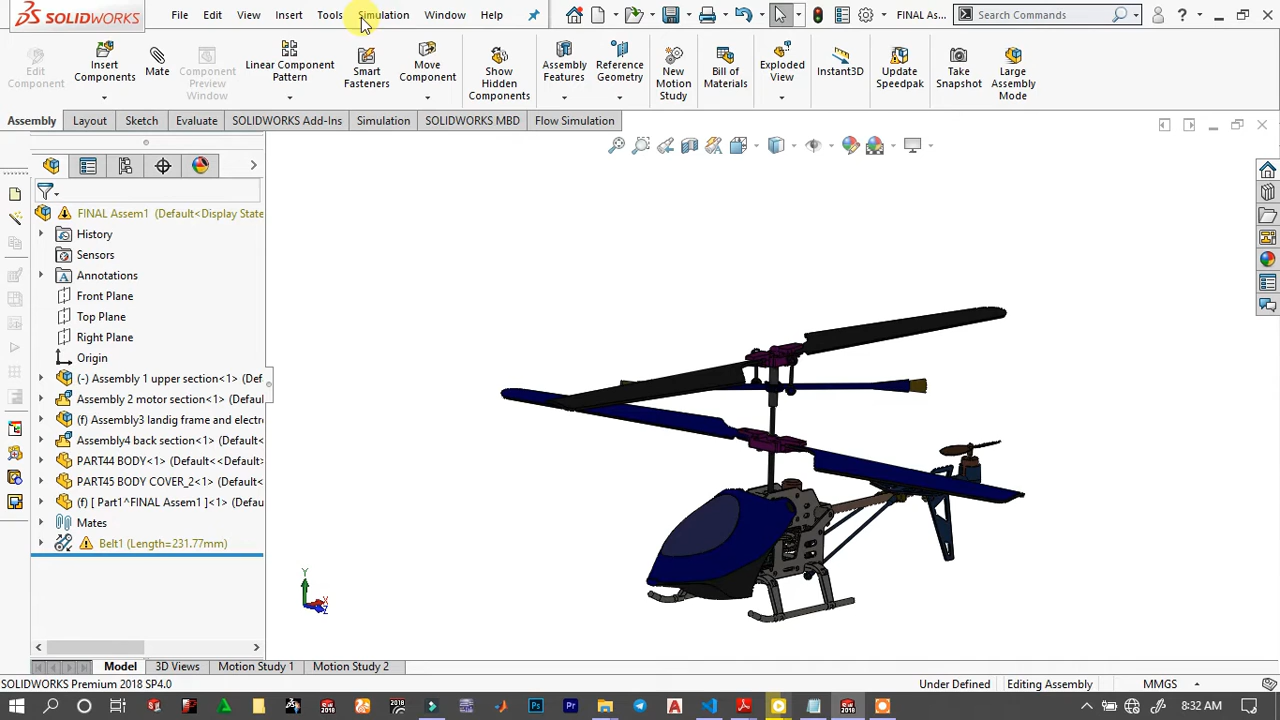 SOLIDWORKS File Edit View Insert Tools Simulation Window Help FINAL As... Search Commands ?
Edit Component
Insert Components
Mate
Component Preview Window
Linear Component Pattern
Smart Fasteners
Move Component
Show Hidden Components
Assembly Features
Reference Geometry
New Motion Study
Bill of Materials
Exploded View
Instant3D
Update Speedpak
Take Snapshot
Large Assembly Mode
Assembly Layout Sketch Evaluate SOLIDWORKS Add-Ins Simulation SOLIDWORKS MBD Flow Simulation
FINAL Assem1 (Default<Display State
History
Sensors
Annotations
Front Plane
Top Plane
Right Plane
Origin
(-) Assembly 1 upper section<1> (Def
Assembly 2 motor section<1> (Default
(f) Assembly3 landig frame and electro
Assembly4 back section<1> (Default<
PART44 BODY<1> (Default<<Default>
PART45 BODY COVER_2<1> (Default<
(f) [ Part1^FINAL Assem1 ]<1> (Defau
Mates
Belt1 (Length=231.77mm)
Y
X
Z
Model 3D Views Motion Study 1 Motion Study 2
SOLIDWORKS Premium 2018 SP4.0 Under Defined Editing Assembly MMGS
8:32 AM